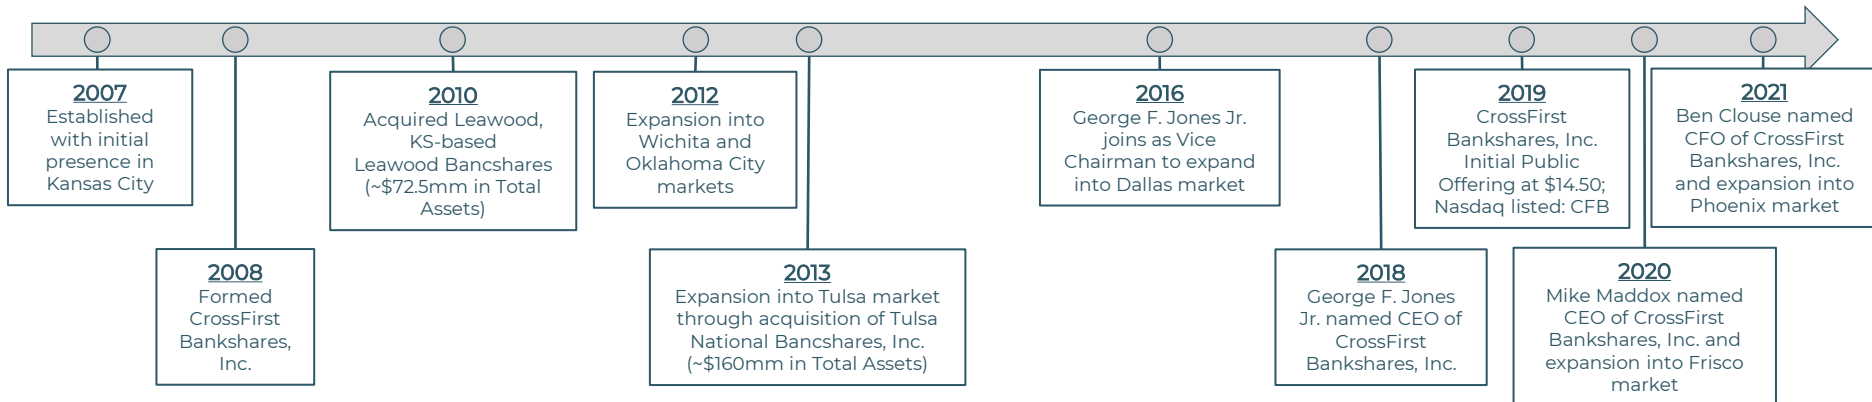 2007
Established
with initial
presence in
Kansas City
2008
Formed
CrossFirst
Bankshares,
Inc.
2010
Acquired Leawood,
KS-based
Leawood Bancshares
(~$72.5mm in Total
Assets)
2012
Expansion into
Wichita and
Oklahoma City
markets
2013
Expansion into Tulsa market
through acquisition of Tulsa
National Bancshares, Inc.
(~$160mm in Total Assets)
2016
George F. Jones Jr.
joins as Vice
Chairman to expand
into Dallas market
2018
George F. Jones
Jr. named CEO of
CrossFirst
Bankshares, Inc.
2019
CrossFirst
Bankshares, Inc.
Initial Public
Offering at $14.50;
Nasdaq listed: CFB
2020
Mike Maddox named
CEO of CrossFirst
Bankshares, Inc. and
expansion into Frisco
market
2021
Ben Clouse named
CFO of CrossFirst
Bankshares, Inc.
and expansion into
Phoenix market